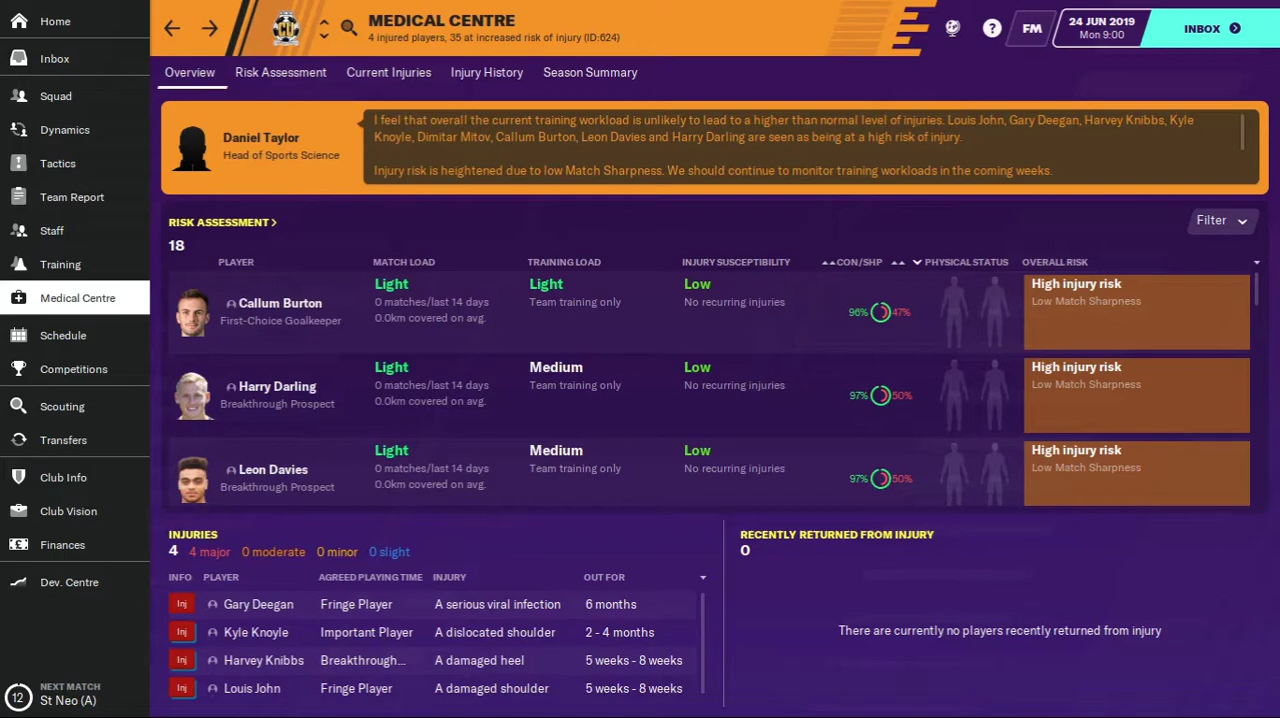 Home
Inbox
Squad
Dynamics
Tactics
Team Report
Staff
Training
Medical Centre
Schedule
Competitions
Scouting
Transfers
Club Info
Club Vision
Finances
Dev. Centre
12
NEXT MATCH
St Neo (A)
CU
MEDICAL CENTRE
4 injured players, 35 at increased risk of injury (ID:624)
?
FM
24 JUN 2019
Mon 9:00
INBOX
Overview Risk Assessment Current Injuries Injury History Season Summary
Daniel Taylor
Head of Sports Science
I feel that overall the current training workload is unlikely to lead to a higher than normal level of injuries. Louis John, Gary Deegan, Harvey Knibbs, Kyle
Knoyle, Dimitar Mitov, Callum Burton, Leon Davies and Harry Darling are seen as being at a high risk of injury.
Injury risk is heightened due to low Match Sharpness. We should continue to monitor training workloads in the coming weeks.
RISK ASSESSMENT >
18
Filter
PLAYER MATCH LOAD TRAINING LOAD INJURY SUSCEPTIBILITY CON/SHP PHYSICAL STATUS OVERALL RISK
Callum Burton
First-Choice Goalkeeper
Light
0 matches/last 14 days
0.0km covered on avg.
Light
Team training only
Low
No recurring injuries
96% 47%
High injury risk
Low Match Sharpness
Harry Darling
Breakthrough Prospect
Light
0 matches/last 14 days
0.0km covered on avg.
Medium
Team training only
Low
No recurring injuries
97% 50%
High injury risk
Low Match Sharpness
Leon Davies
Breakthrough Prospect
Light
0 matches/last 14 days
0.0km covered on avg.
Medium
Team training only
Low
No recurring injuries
97% 50%
High injury risk
Low Match Sharpness
INJURIES
4 4 major 0 moderate 0 minor 0 slight
INFO PLAYER AGREED PLAYING TIME INJURY OUT FOR
Inj Gary Deegan Fringe Player A serious viral infection 6 months
Inj Kyle Knoyle Important Player A dislocated shoulder 2 - 4 months
Inj Harvey Knibbs Breakthrough... A damaged heel 5 weeks - 8 weeks
Inj Louis John Fringe Player A damaged shoulder 5 weeks - 8 weeks
RECENTLY RETURNED FROM INJURY
0
There are currently no players recently returned from injury